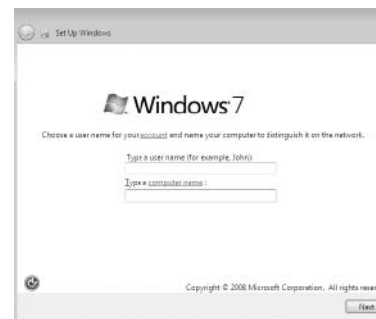 Set Up Windows
Windows 7
Choose a user name for your account and name your computer to distinguish it on the network.
Type a user name (for example, John):
Type a computer name :
Copyright © 2008 Microsoft Corporation. All rights reser
Next